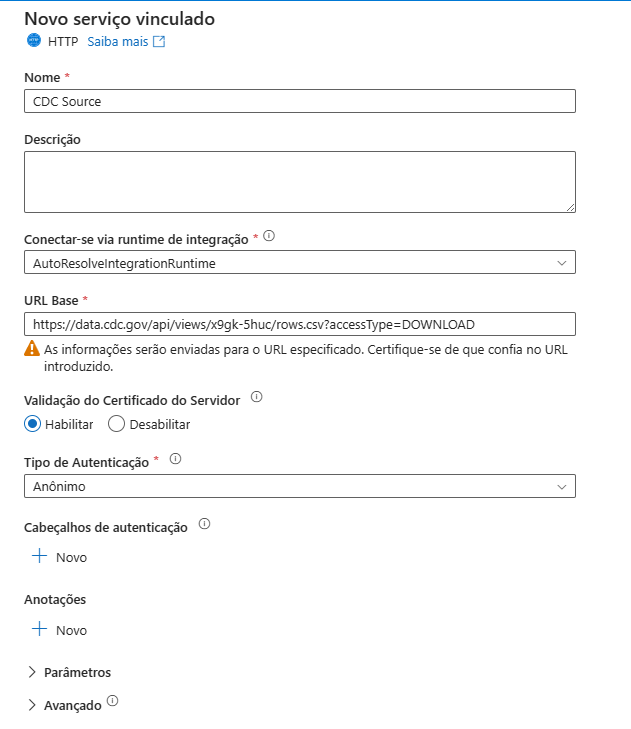 Novo serviço vinculado
HTTP Saiba mais
Nome *
CDC Source
Descrição
Conectar-se via runtime de integração *
AutoResolveIntegrationRuntime
URL Base *
https://data.cdc.gov/api/views/x9gk-5huc/rows.csv?accessType=DOWNLOAD
As informações serão enviadas para o URL especificado. Certifique-se de que confia no URL
introduzido.
Validação do Certificado do Servidor
Habilitar Desabilitar
Tipo de Autenticação *
Anônimo
Cabeçalhos de autenticação
Novo
Anotações
Novo
Parâmetros
Avançado